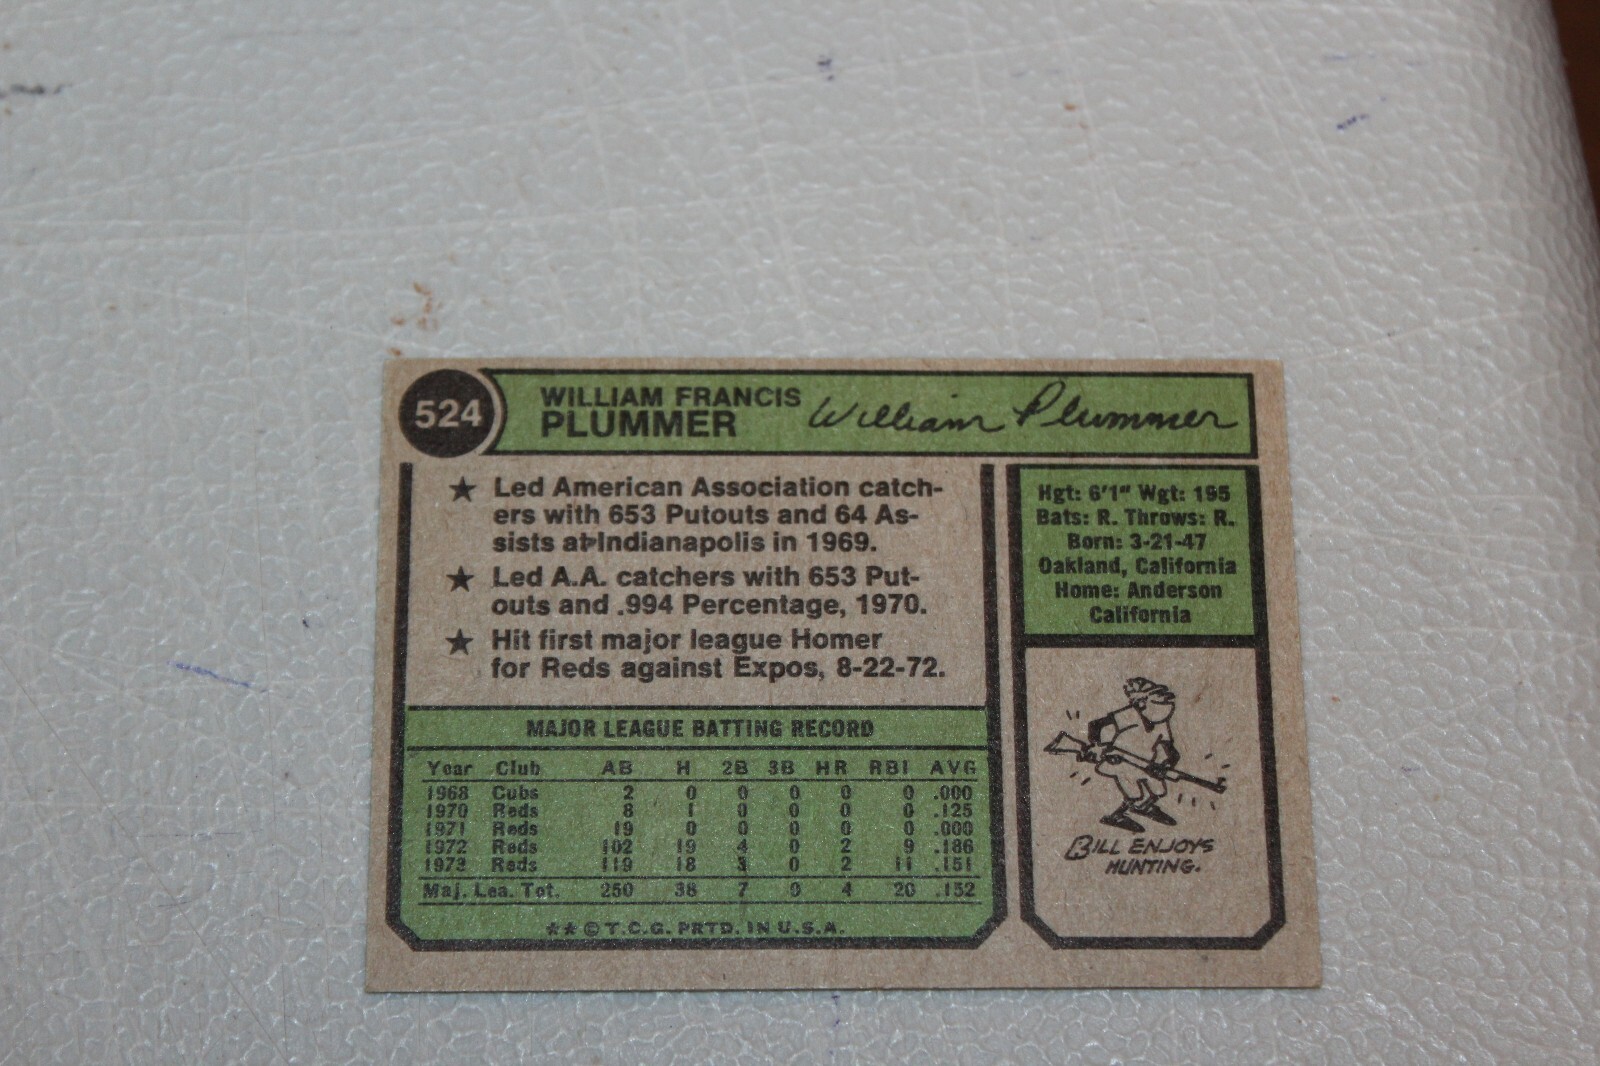 524
WILLIAM FRANCIS
PLUMMER
William Plummer
★ Led American Association catch-
ers with 653 Putouts and 64 As-
sists at Indianapolis in 1969.
★ Led A.A. catchers with 653 Put-
outs and .994 Percentage, 1970.
★ Hit first major league Homer
for Reds against Expos, 8-22-72.
Hgt: 6'1" Wgt: 195
Bats: R. Throws: R.
Born: 3-21-47
Oakland, California
Home: Anderson
California
MAJOR LEAGUE BATTING RECORD
Year Club AB H 2B 3B HR RBI AVG
1968 Cubs 2 0 0 0 0 0 .000
1970 Reds 8 1 0 0 0 0 .125
1971 Reds 19 0 0 0 0 0 .000
1972 Reds 102 19 4 0 2 9 .186
1973 Reds 119 18 3 0 2 11 .151
Maj. Lea. Tot. 250 38 7 0 4 20 .152
★★ © T.C.G. PRTD. IN U.S.A.
BILL ENJOYS
HUNTING.